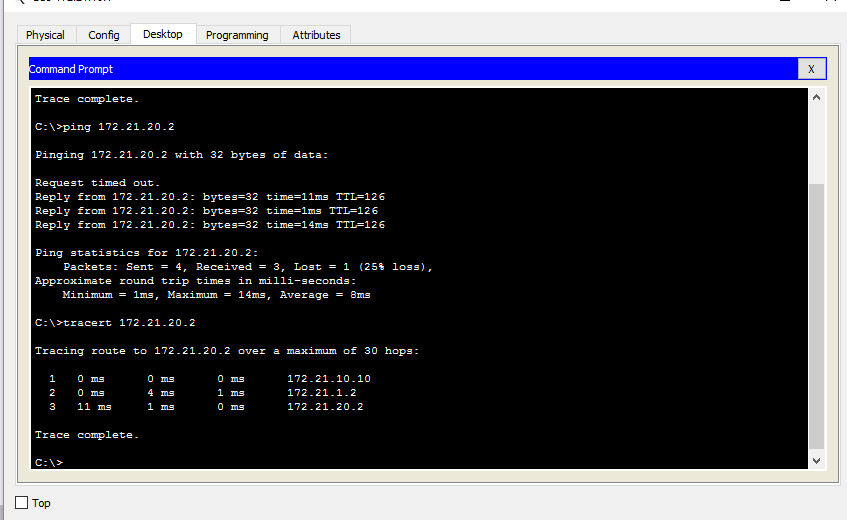 Physical Config Desktop Programming Attributes
Command Prompt X
Trace complete.
C:\>ping 172.21.20.2
Pinging 172.21.20.2 with 32 bytes of data:
Request timed out.
Reply from 172.21.20.2: bytes=32 time=11ms TTL=126
Reply from 172.21.20.2: bytes=32 time=1ms TTL=126
Reply from 172.21.20.2: bytes=32 time=14ms TTL=126
Ping statistics for 172.21.20.2:
Packets: Sent = 4, Received = 3, Lost = 1 (25% loss),
Approximate round trip times in milli-seconds:
Minimum = 1ms, Maximum = 14ms, Average = 8ms
C:\>tracert 172.21.20.2
Tracing route to 172.21.20.2 over a maximum of 30 hops:
1 0 ms 0 ms 0 ms 172.21.10.10
2 0 ms 4 ms 1 ms 172.21.1.2
3 11 ms 1 ms 0 ms 172.21.20.2
Trace complete.
C:\>
Top